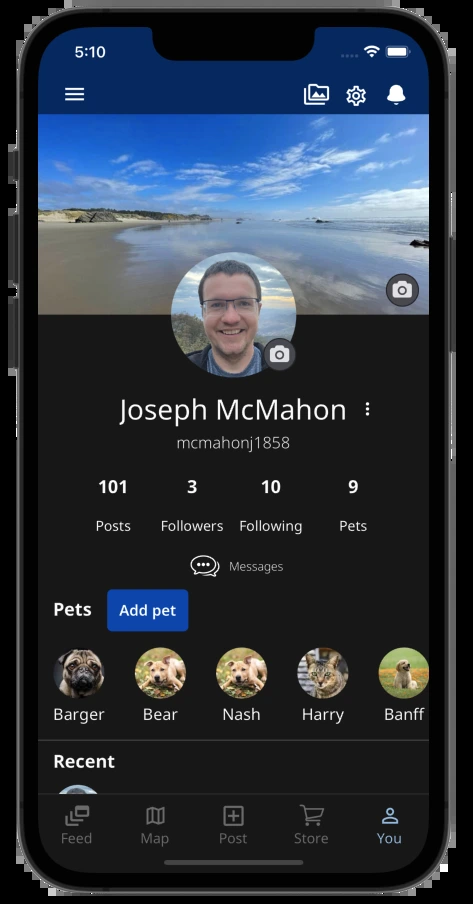 5:10
Joseph McMahon
mcmahonj1858
101 3 10 9
Posts Followers Following Pets
Messages
Pets Add pet
Barger Bear Nash Harry Banff
Recent
Feed Map Post Store You